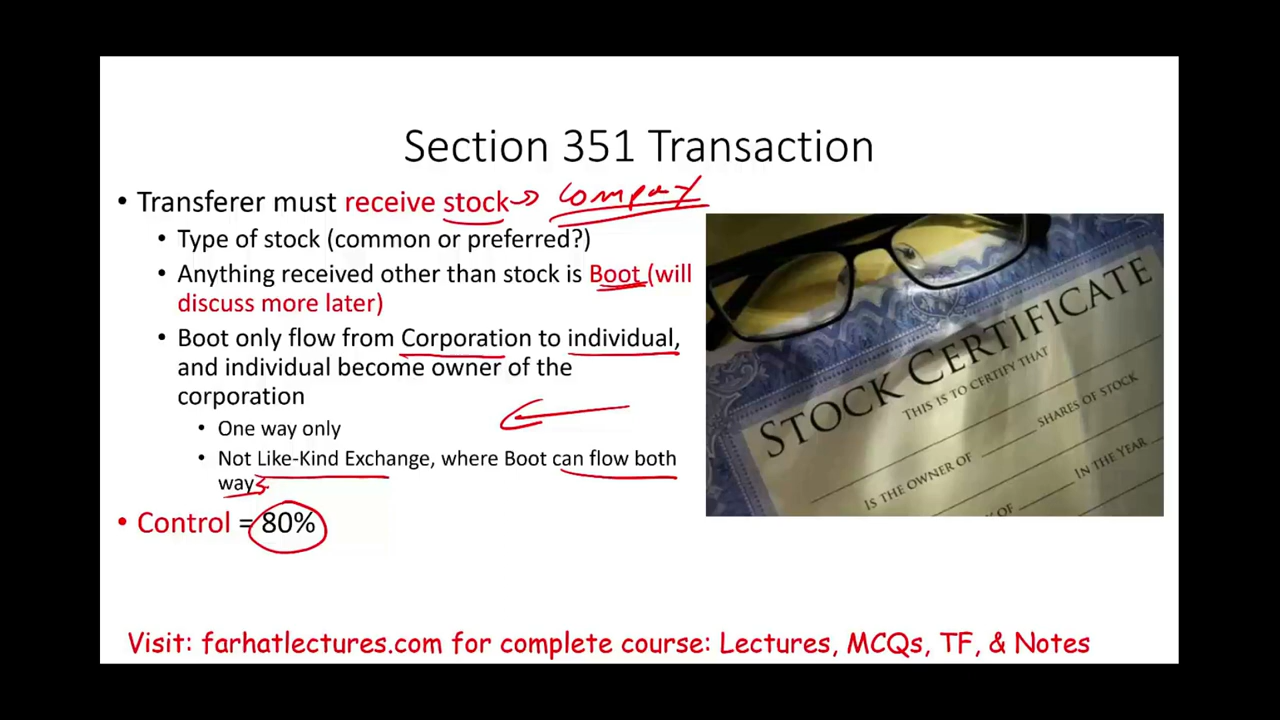 Section 351 Transaction
• Transferer must receive stock → company
• Type of stock (common or preferred?)
• Anything received other than stock is Boot (will
discuss more later)
• Boot only flow from Corporation to individual,
and individual become owner of the
corporation
• One way only
• Not Like-Kind Exchange, where Boot can flow both
ways
• Control = 80%
STOCK CERTIFICATE
THIS IS TO CERTIFY THAT
IS THE OWNER OF
SHARES OF STOCK
OF
IN THE YEAR
Visit: farhatlectures.com for complete course: Lectures, MCQs, TF, & Notes